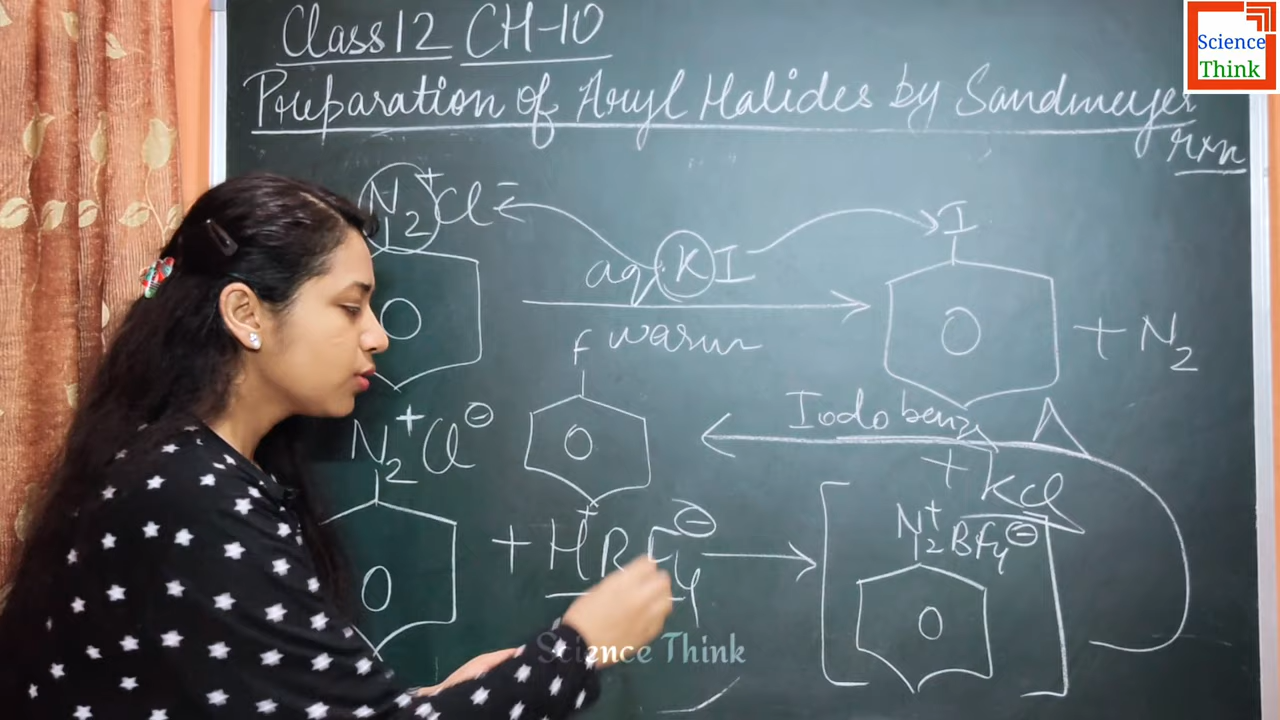 Class 12 CH-10
Science
Think
Preparation of Aryl Halides by Sandmeyer
rxn
N2+Cl-
aq KI
warm
I
+ N2
Iodobenz
+ KCl
Δ
F
N2+Cl⊖
+ H+BF4⊖
[N2+BF4⊖]
Science Think